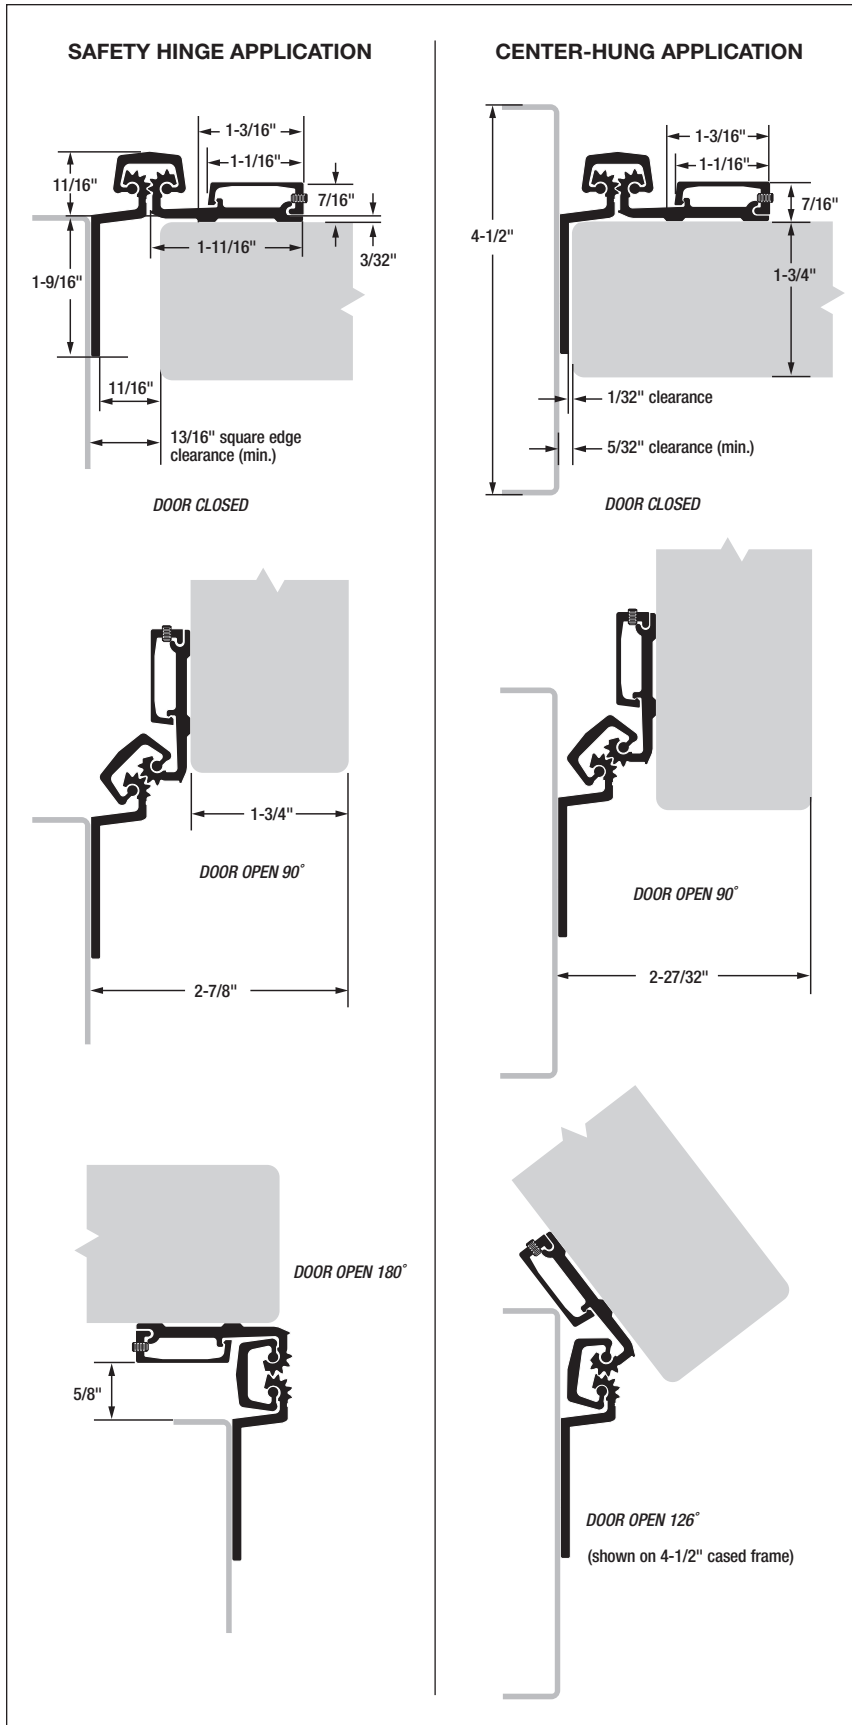 SAFETY HINGE APPLICATION
1-3/16"
1-1/16"
11/16"
7/16"
1-11/16"
3/32"
1-9/16"
11/16"
13/16" square edge
clearance (min.)
DOOR CLOSED
1-3/4"
DOOR OPEN 90°
2-7/8"
DOOR OPEN 180°
5/8"
CENTER-HUNG APPLICATION
1-3/16"
1-1/16"
7/16"
4-1/2"
1-3/4"
1/32" clearance
5/32" clearance (min.)
DOOR CLOSED
DOOR OPEN 90°
2-27/32"
DOOR OPEN 126°
(shown on 4-1/2" cased frame)